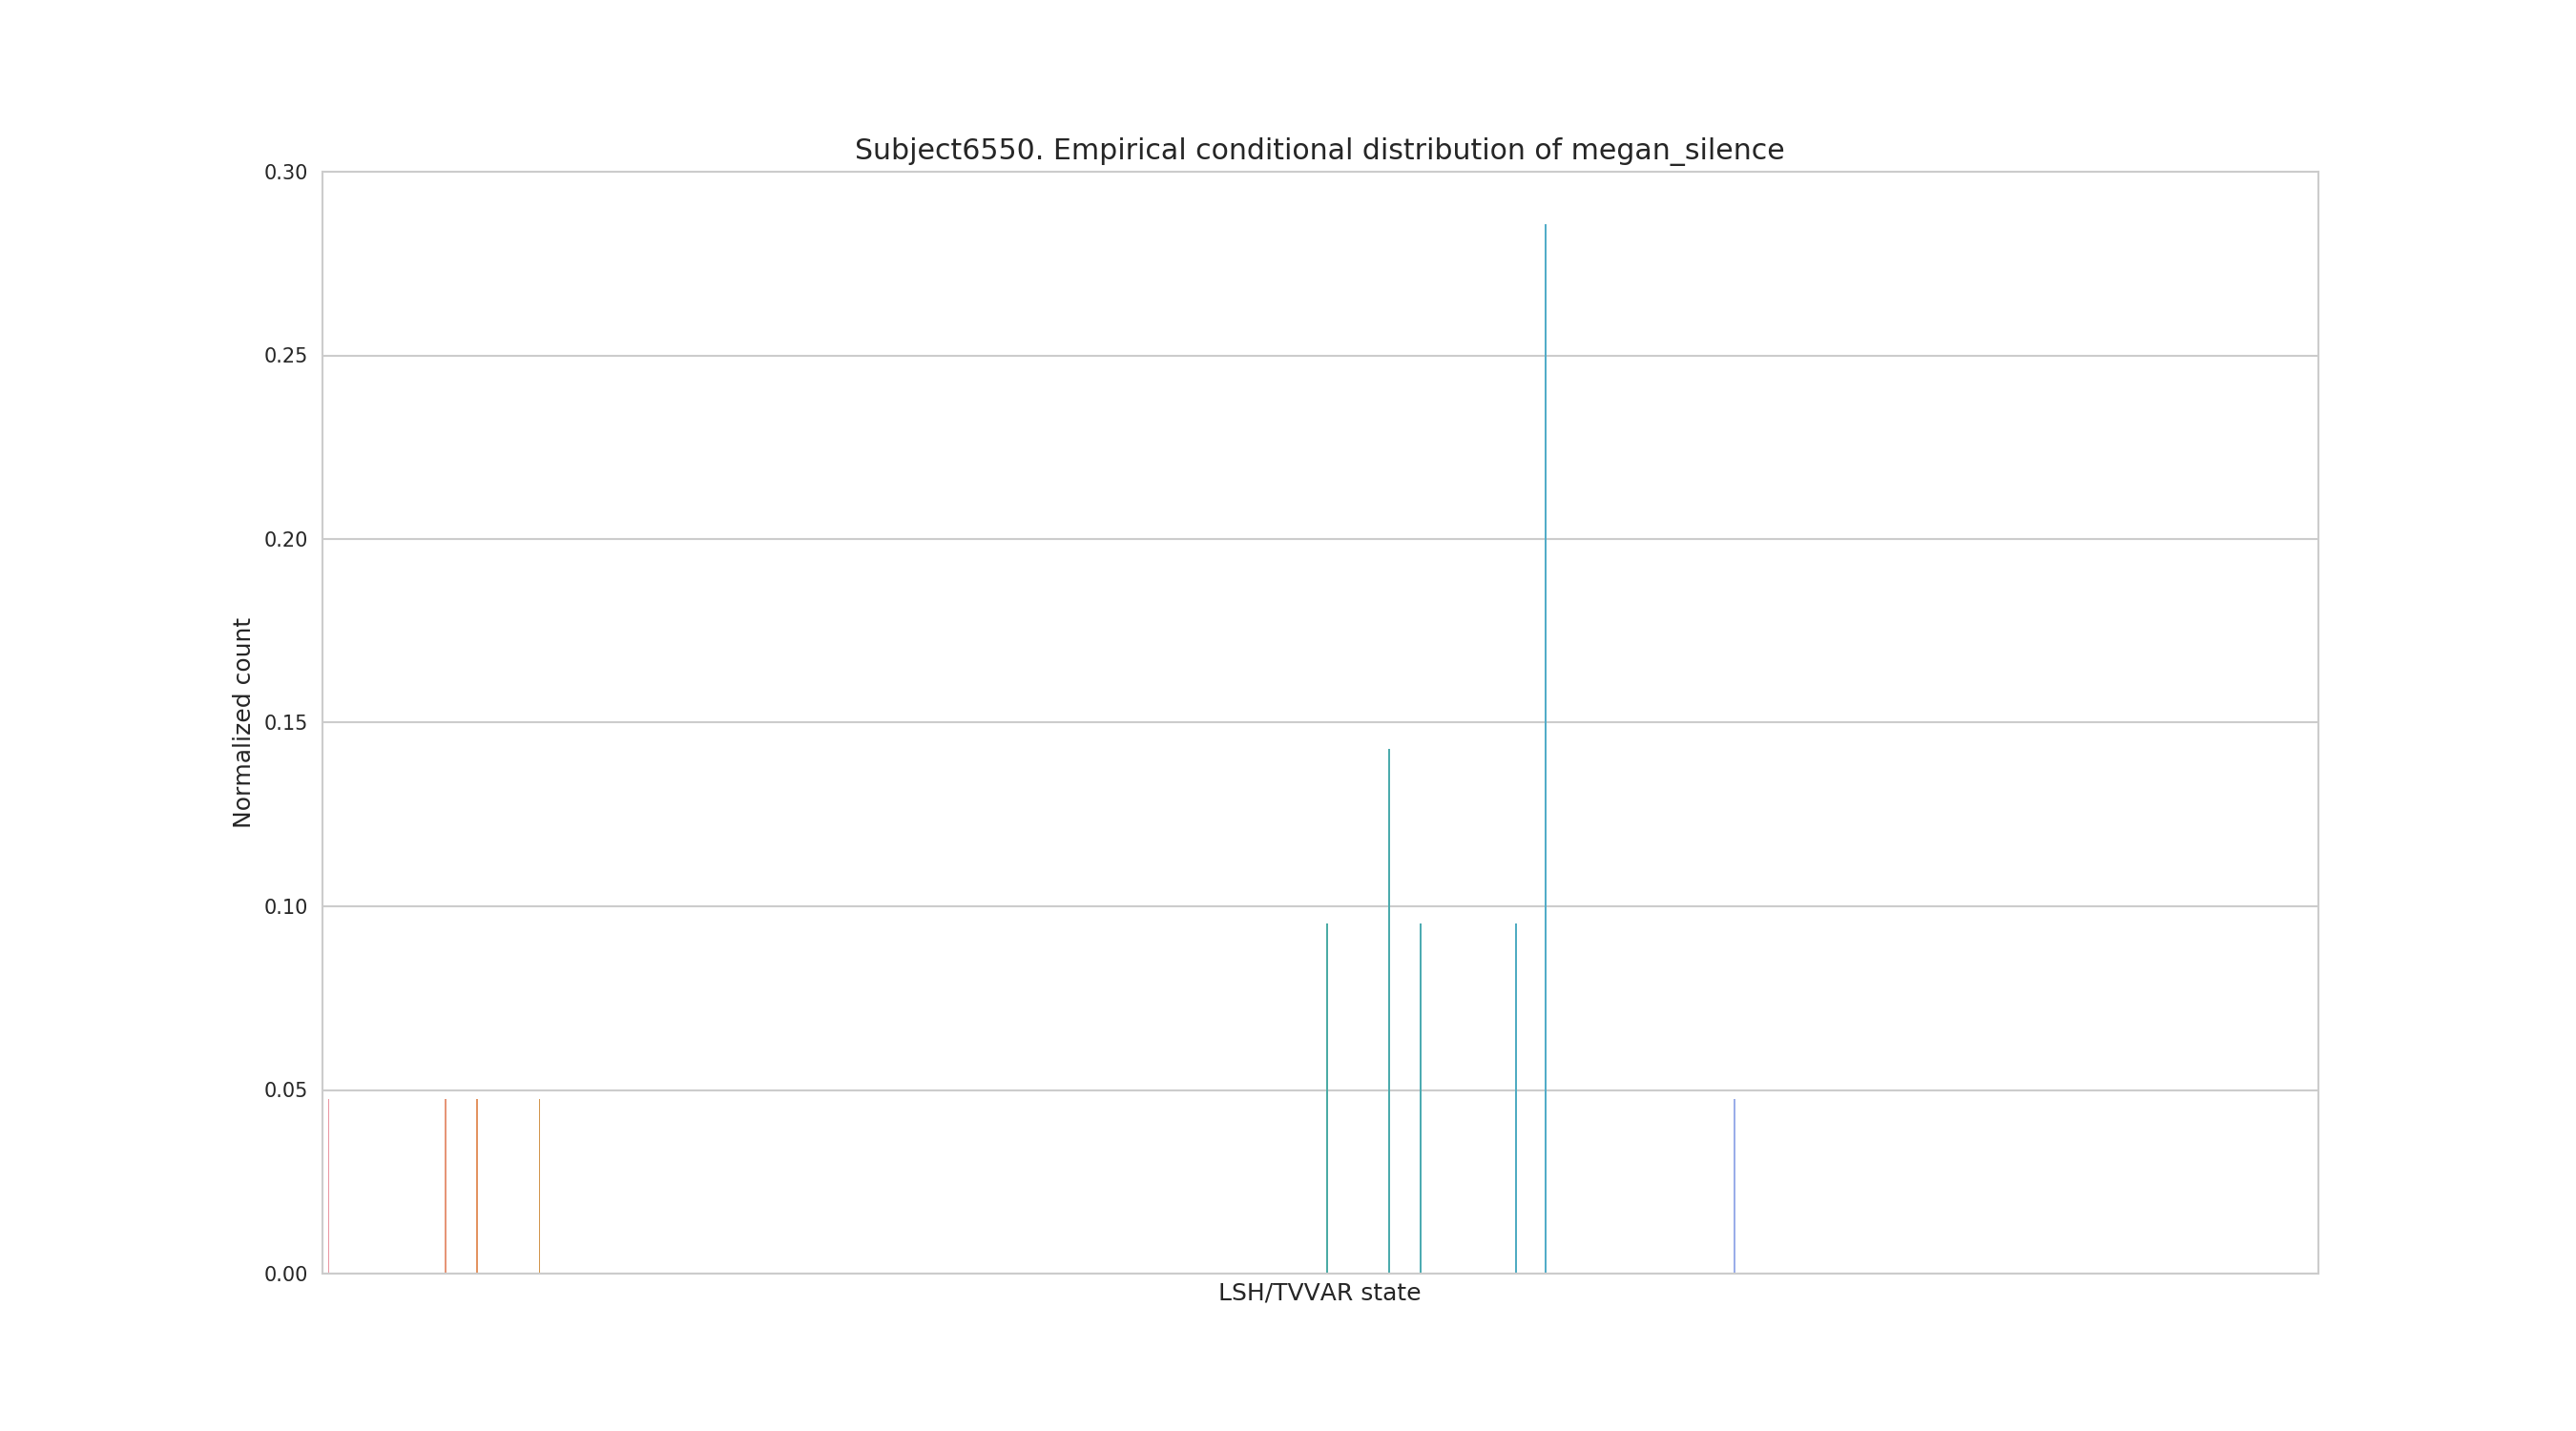 Subject6550. Empirical conditional distribution of megan_silence
0.30
0.25
0.20
0.15
0.10
0.05
0.00
Normalized count
LSH/TVVAR state